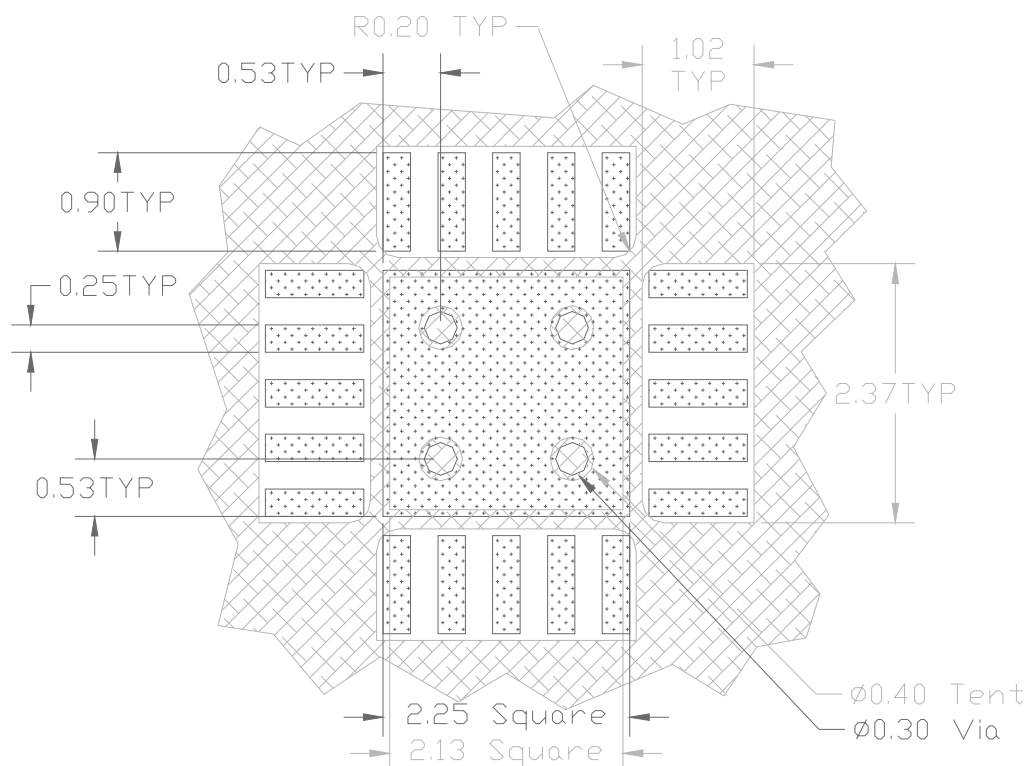 R0.20 TYP
1.02
TYP
0.53TYP
0.90TYP
0.25TYP
2.37TYP
0.53TYP
Ø0.40 Tent
2.25 Square
Ø0.30 Via
2.13 Square